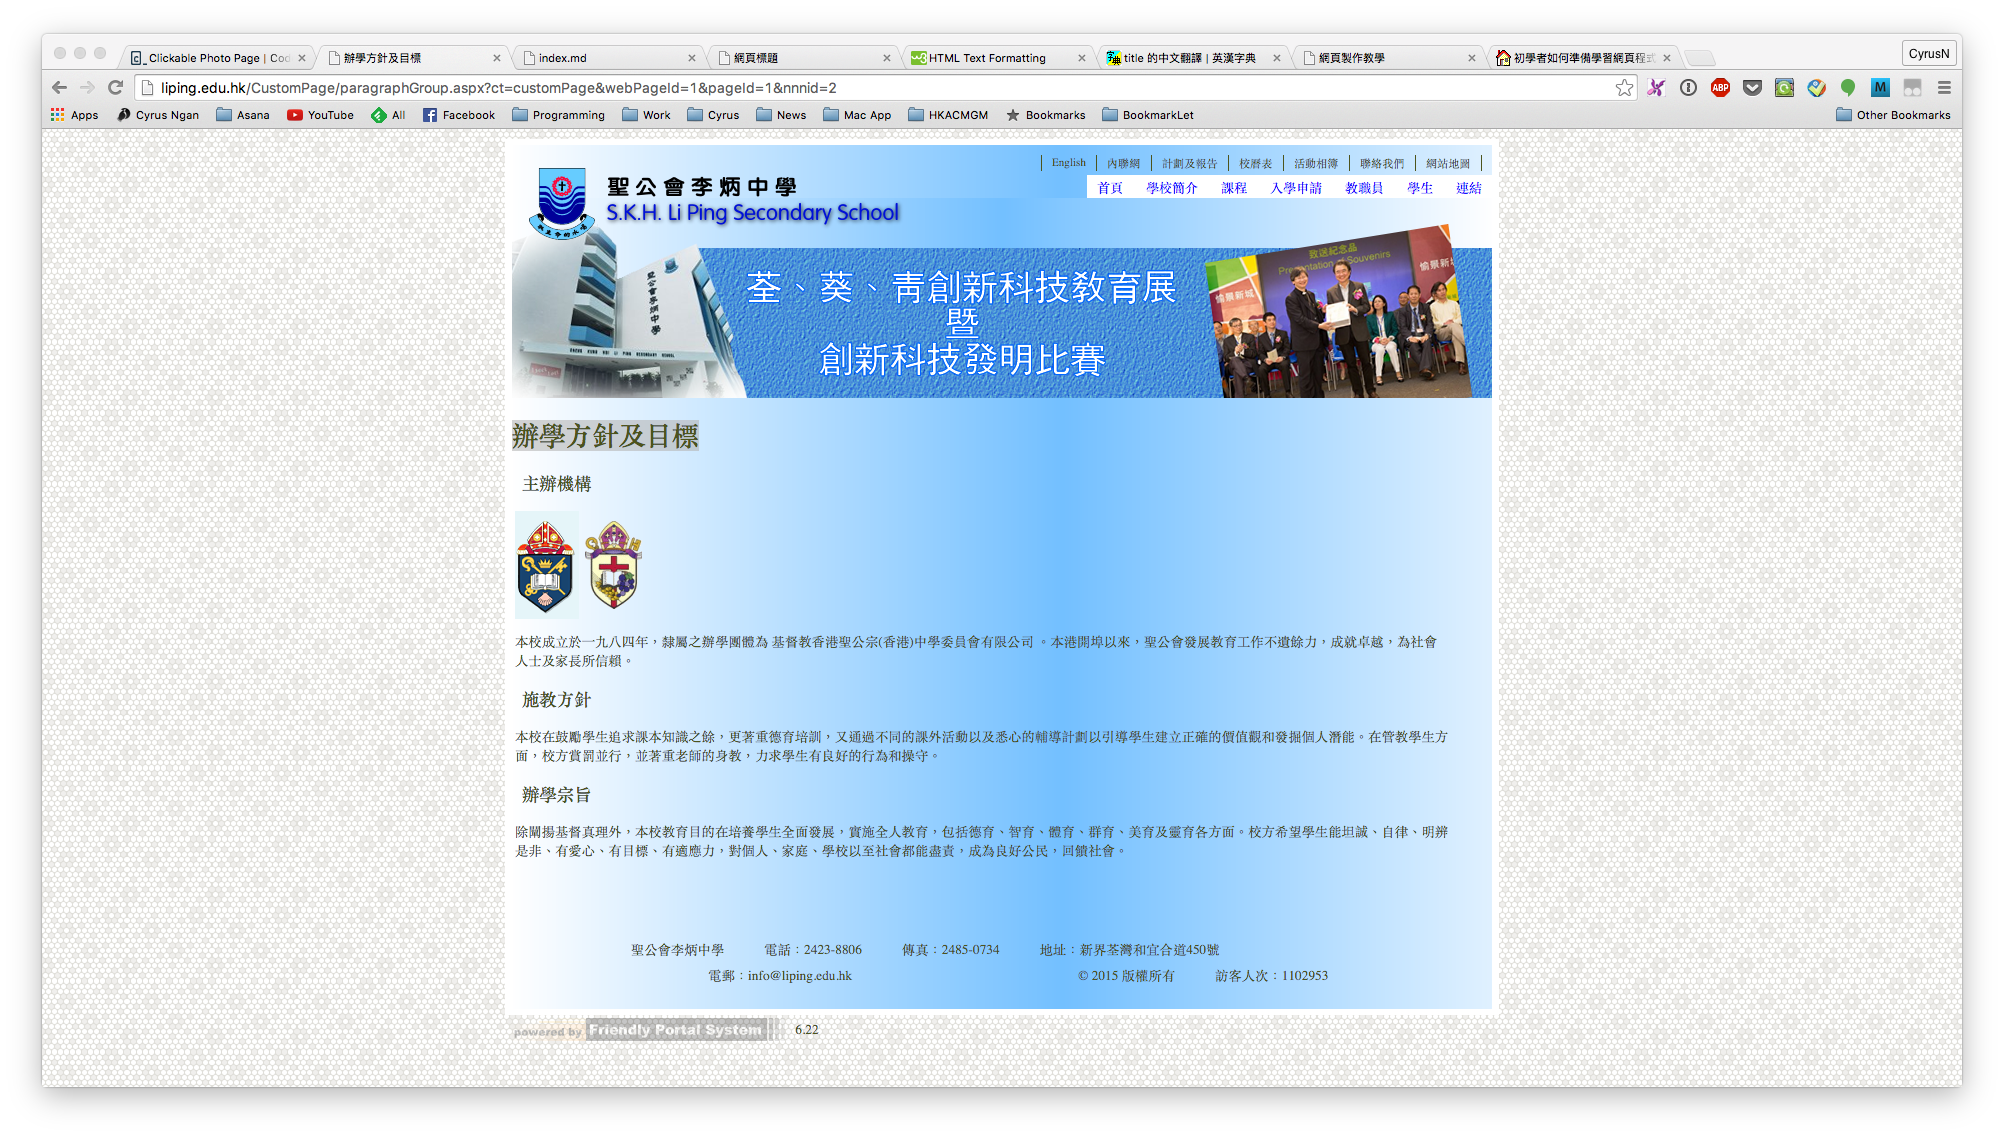 Clickable Photo Page | Cod
辦學方針及目標
index.md
網頁標題
HTML Text Formatting
title 的中文翻譯 | 英漢字典
網頁製作教學
初學者如何準備學習網頁程式
CyrusN
liping.edu.hk/CustomPage/paragraphGroup.aspx?ct=customPage&webPageId=1&pageId=1&nnnid=2
ABP
M
Apps
Cyrus Ngan
Asana
YouTube
All
Facebook
Programming
Work
Cyrus
News
Mac App
HKACMGM
Bookmarks
BookmarkLet
Other Bookmarks
English
內聯網
計劃及報告
校曆表
活動相簿
聯絡我們
網站地圖
聖公會李炳中學
S.K.H. Li Ping Secondary School
首頁
學校簡介
課程
入學申請
教職員
學生
連結
聖公會李炳中學
荃、葵、青創新科技教育展
暨
創新科技發明比賽
致送紀念品
Presentation of Souvenirs
愉景新城
愉景新
辦學方針及目標
主辦機構
本校成立於一九八四年，隸屬之辦學團體為 基督教香港聖公宗(香港)中學委員會有限公司 。本港開埠以來，聖公會發展教育工作不遺餘力，成就卓越，為社會
人士及家長所信賴。
施教方針
本校在鼓勵學生追求課本知識之餘，更著重德育培訓，又通過不同的課外活動以及悉心的輔導計劃以引導學生建立正確的價值觀和發掘個人潛能。在管教學生方
面，校方賞罰並行，並著重老師的身教，力求學生有良好的行為和操守。
辦學宗旨
除闡揚基督真理外，本校教育目的在培養學生全面發展，實施全人教育，包括德育、智育、體育、群育、美育及靈育各方面。校方希望學生能坦誠、自律、明辨
是非、有愛心、有目標、有適應力，對個人、家庭、學校以至社會都能盡責，成為良好公民，回饋社會。
聖公會李炳中學
電話：2423-8806
傳真：2485-0734
地址：新界荃灣和宜合道450號
電郵：info@liping.edu.hk
© 2015 版權所有
訪客人次：1102953
powered by Friendly Portal System
6.22